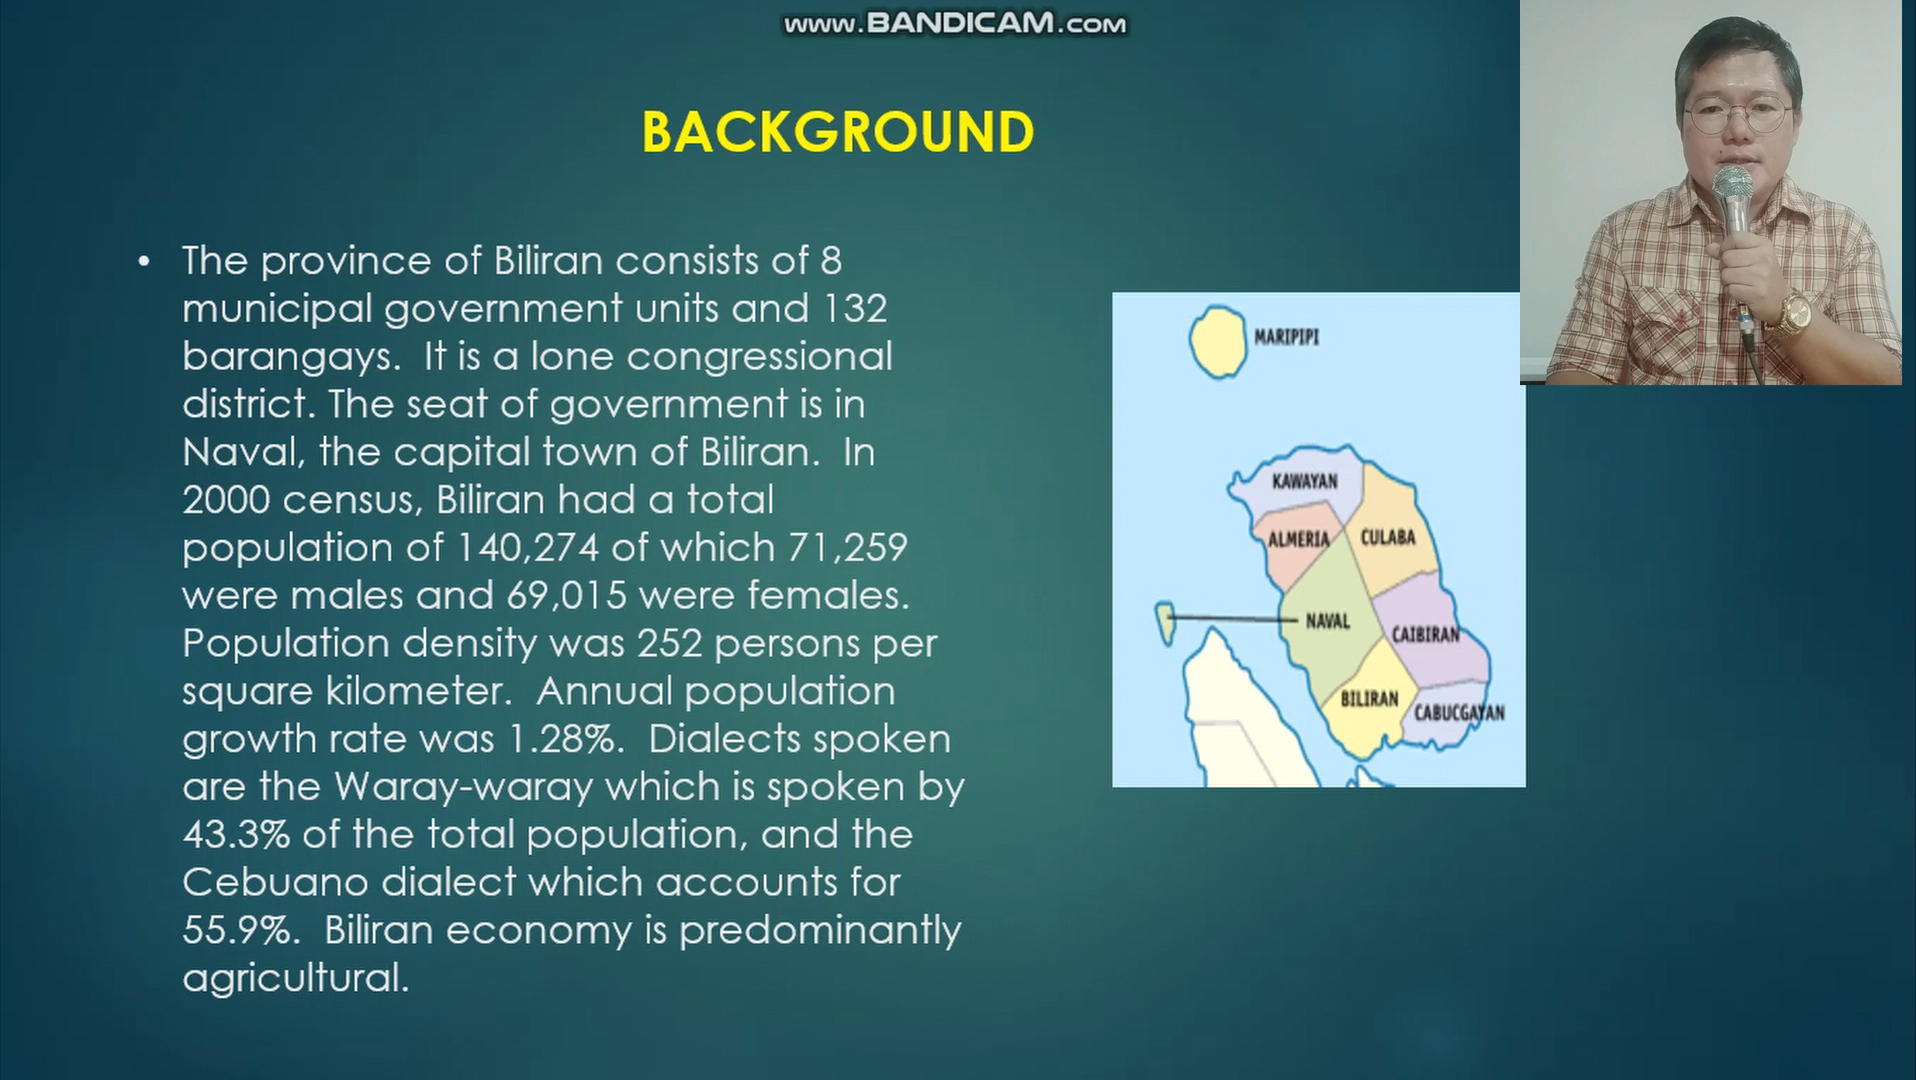 www.BANDICAM.com
BACKGROUND
• The province of Biliran consists of 8
municipal government units and 132
barangays.  It is a lone congressional
district. The seat of government is in
Naval, the capital town of Biliran.  In
2000 census, Biliran had a total
population of 140,274 of which 71,259
were males and 69,015 were females.
Population density was 252 persons per
square kilometer.  Annual population
growth rate was 1.28%.  Dialects spoken
are the Waray-waray which is spoken by
43.3% of the total population, and the
Cebuano dialect which accounts for
55.9%.  Biliran economy is predominantly
agricultural.
MARIPIPI
KAWAYAN
ALMERIA
CULABA
NAVAL
CAIBIRAN
BILIRAN
CABUCGAYAN